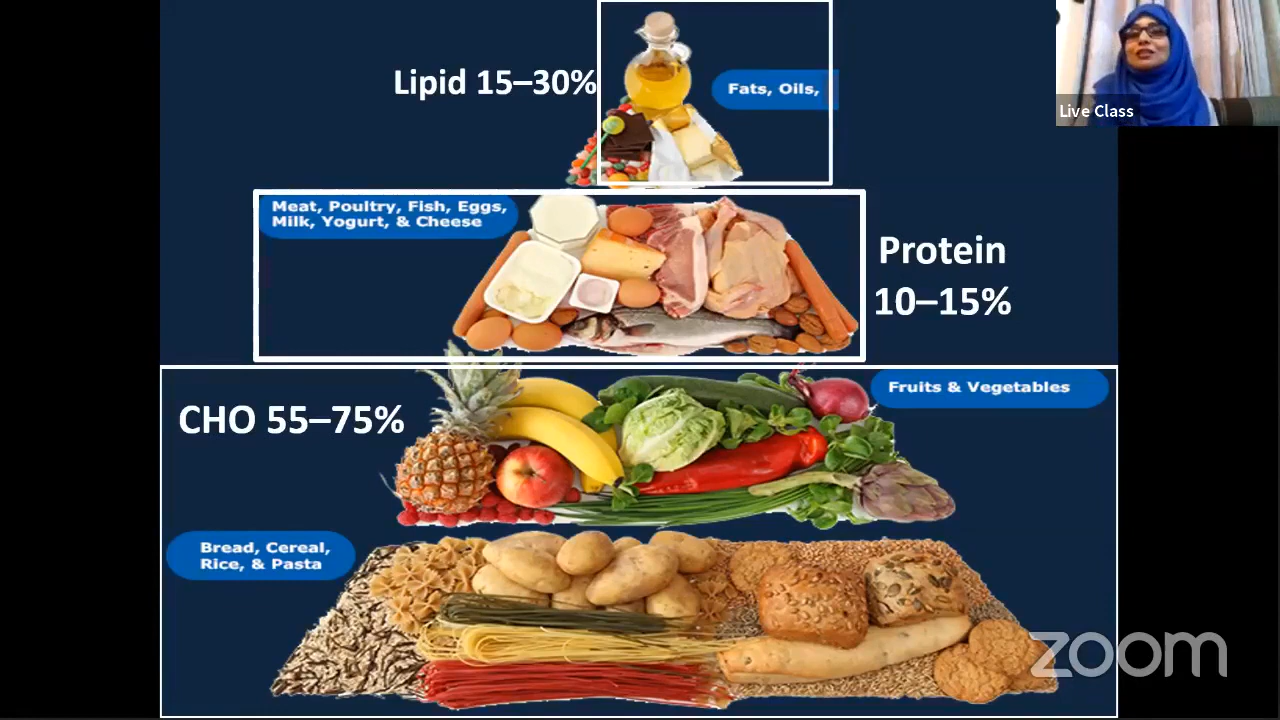 Lipid 15–30%
Fats, Oils,
Live Class
Meat, Poultry, Fish, Eggs,
Milk, Yogurt, & Cheese
Protein
10–15%
Fruits & Vegetables
CHO 55–75%
Bread, Cereal,
Rice, & Pasta
zoom